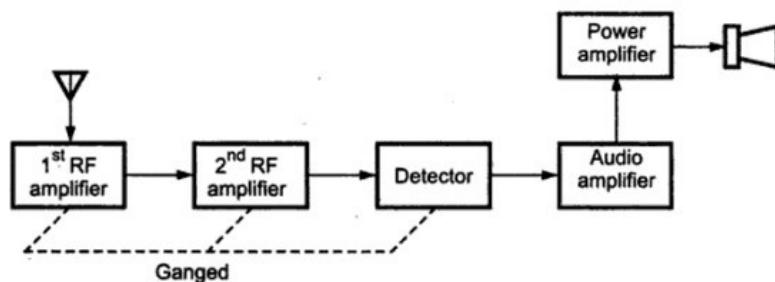 Power
amplifier
1st RF
amplifier
2nd RF
amplifier
Detector
Audio
amplifier
Ganged